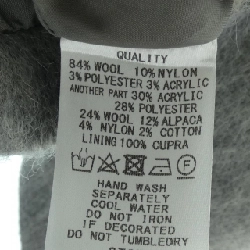 QUALITY
84% WOOL 10% NYLON
3% POLYESTER 3% ACRYLIC
ANOTHER PART 30% ACRYLIC
28% POLYESTER
24% WOOL 12% ALPACA
4% NYLON 2% COTTON
LINING 100% CUPRA
HAND WASH
SEPARATELY
COOL WATER
DO NOT IRON
IF DECORATED
DO NOT TUMBLEDRY